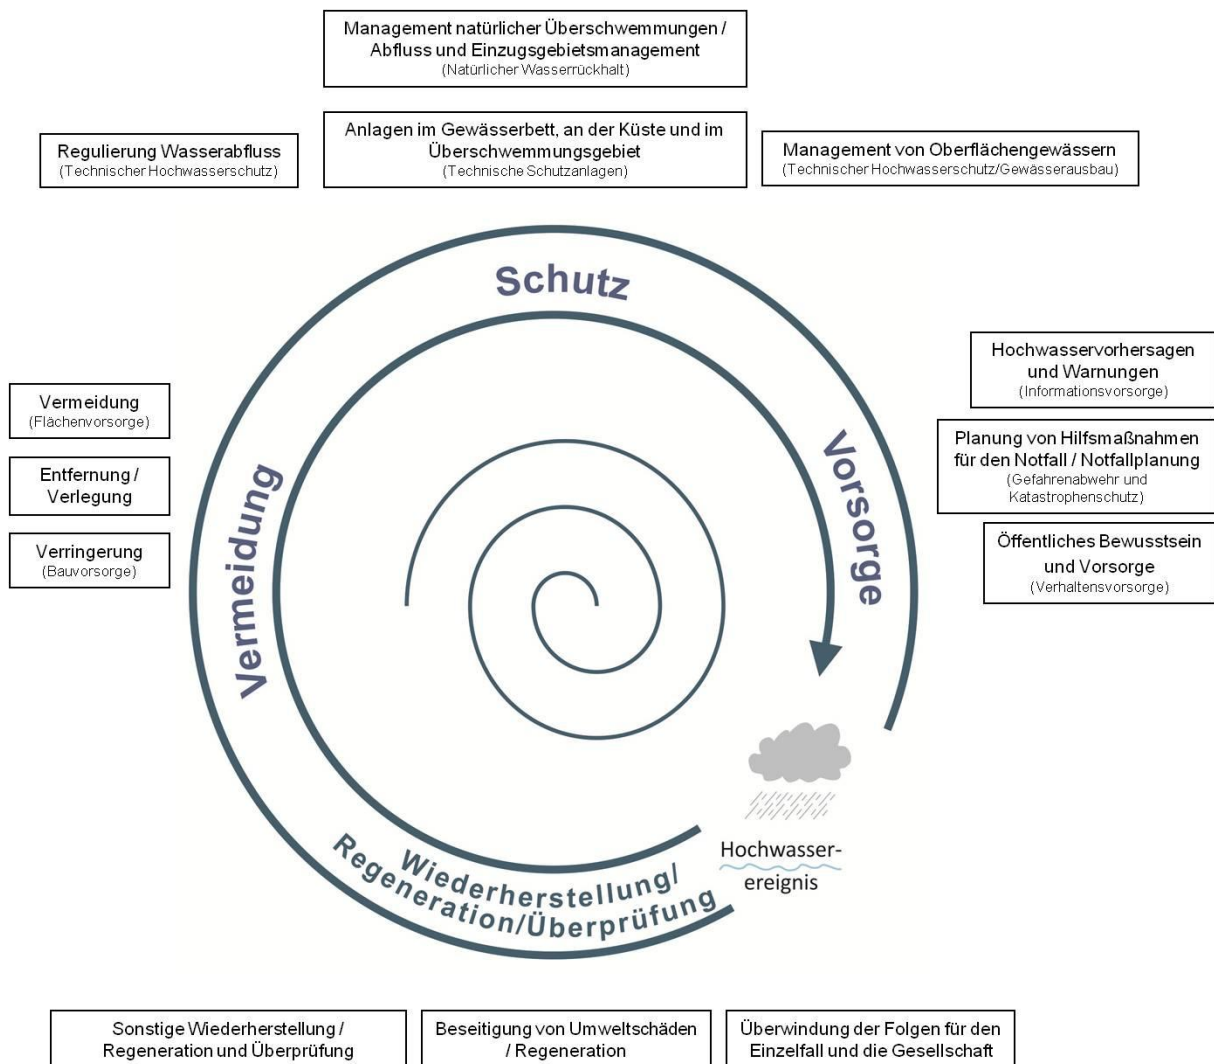 Management natürlicher Überschwemmungen /
Abfluss und Einzugsgebietsmanagement
(Natürlicher Wasserrückhalt)
Regulierung Wasserabfluss
(Technischer Hochwasserschutz)
Anlagen im Gewässerbett, an der Küste und im
Überschwemmungsgebiet
(Technische Schutzanlagen)
Management von Oberflächengewässern
(Technischer Hochwasserschutz/Gewässerausbau)
Schutz
Vorsorge
Hochwasservorhersagen
und Warnungen
(Informationsvorsorge)
Planung von Hilfsmaßnahmen
für den Notfall / Notfallplanung
(Gefahrenabwehr und
Katastrophenschutz)
Öffentliches Bewusstsein
und Vorsorge
(Verhaltensvorsorge)
Vermeidung
(Flächenvorsorge)
Entfernung /
Verlegung
Verringerung
(Bauvorsorge)
Vermeidung
Hochwasser-
ereignis
Wiederherstellung/
Regeneration/Überprüfung
Sonstige Wiederherstellung /
Regeneration und Überprüfung
Beseitigung von Umweltschäden
/ Regeneration
Überwindung der Folgen für den
Einzelfall und die Gesellschaft